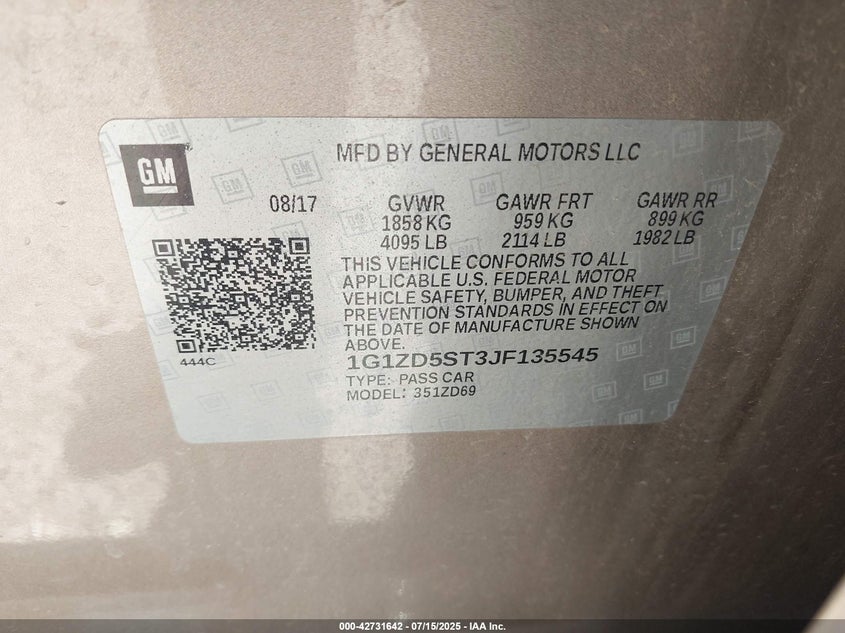 GM
MFD BY GENERAL MOTORS LLC
08/17 GVWR GAWR FRT GAWR RR
1858 KG 959 KG 899 KG
4095 LB 2114 LB 1982 LB
THIS VEHICLE CONFORMS TO ALL
APPLICABLE U.S. FEDERAL MOTOR
VEHICLE SAFETY, BUMPER, AND THEFT
PREVENTION STANDARDS IN EFFECT ON
THE DATE OF MANUFACTURE SHOWN
ABOVE.
444C
1G1ZD5ST3JF135545
TYPE: PASS CAR
MODEL: 351ZD69
000-42731642 - 07/15/2025 - IAA Inc.